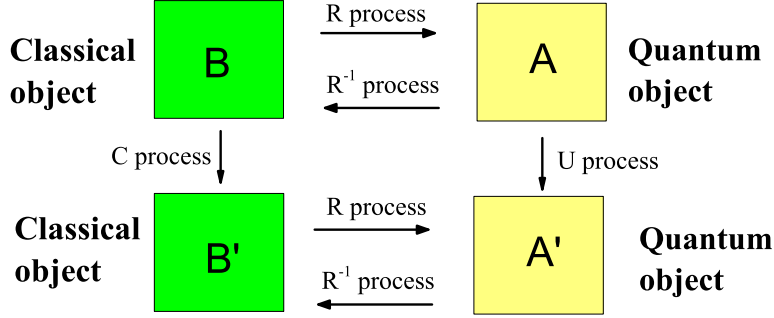 R process
Classical
object
B
A
Quantum
object
R⁻¹ process
C process
U process
R process
Classical
object
B'
A'
Quantum
object
R⁻¹ process